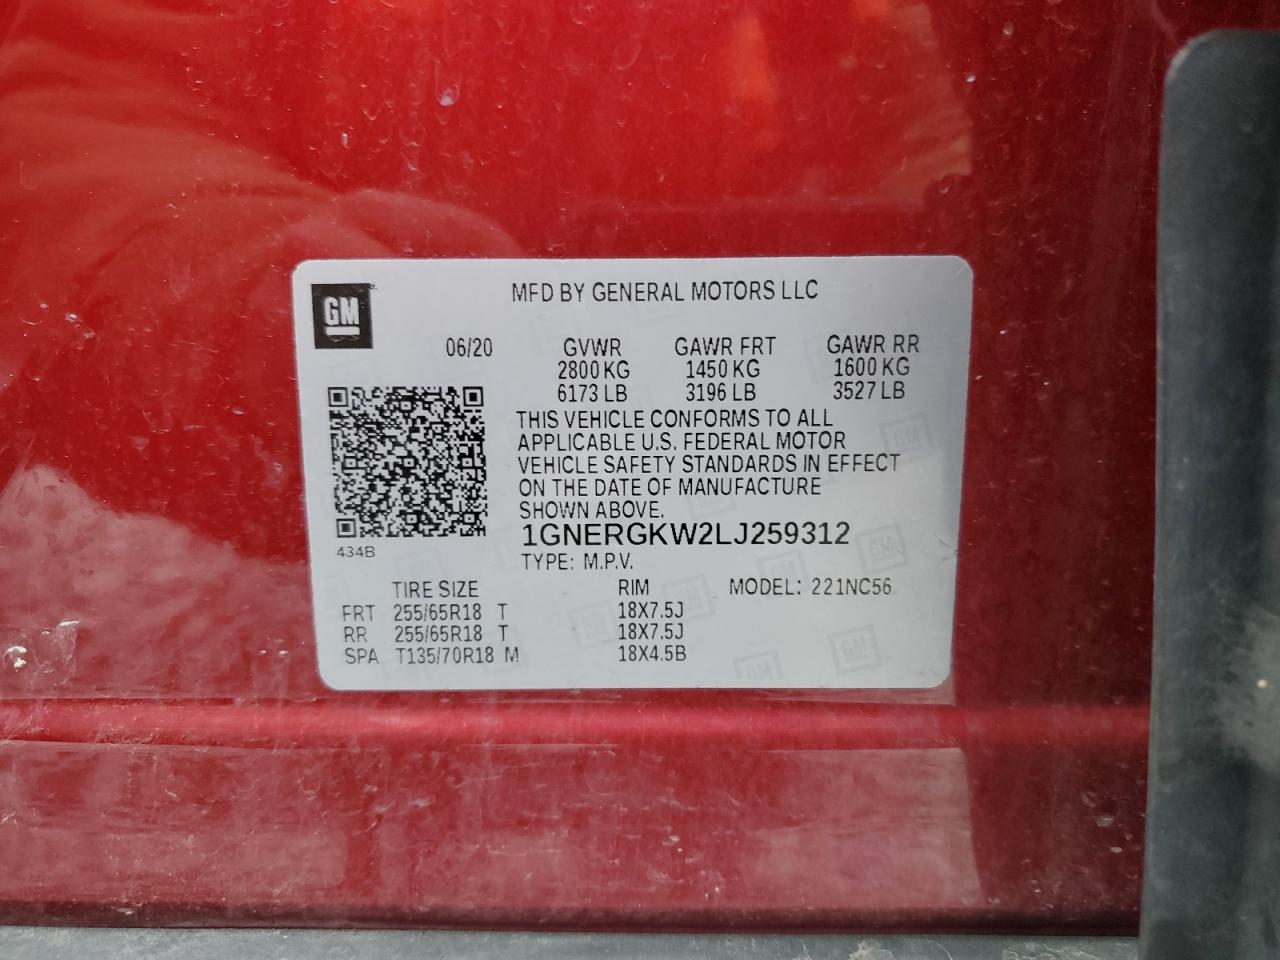 GM
MFD BY GENERAL MOTORS LLC
06/20 GVWR GAWR FRT GAWR RR
2800 KG 1450 KG 1600 KG
6173 LB 3196 LB 3527 LB
THIS VEHICLE CONFORMS TO ALL
APPLICABLE U.S. FEDERAL MOTOR
VEHICLE SAFETY STANDARDS IN EFFECT
ON THE DATE OF MANUFACTURE
SHOWN ABOVE.
1GNERGKW2LJ259312
434B
TYPE: M.P.V.
TIRE SIZE RIM MODEL: 221NC56
FRT 255/65R18 T 18X7.5J
RR 255/65R18 T 18X7.5J
SPA T135/70R18 M 18X4.5B